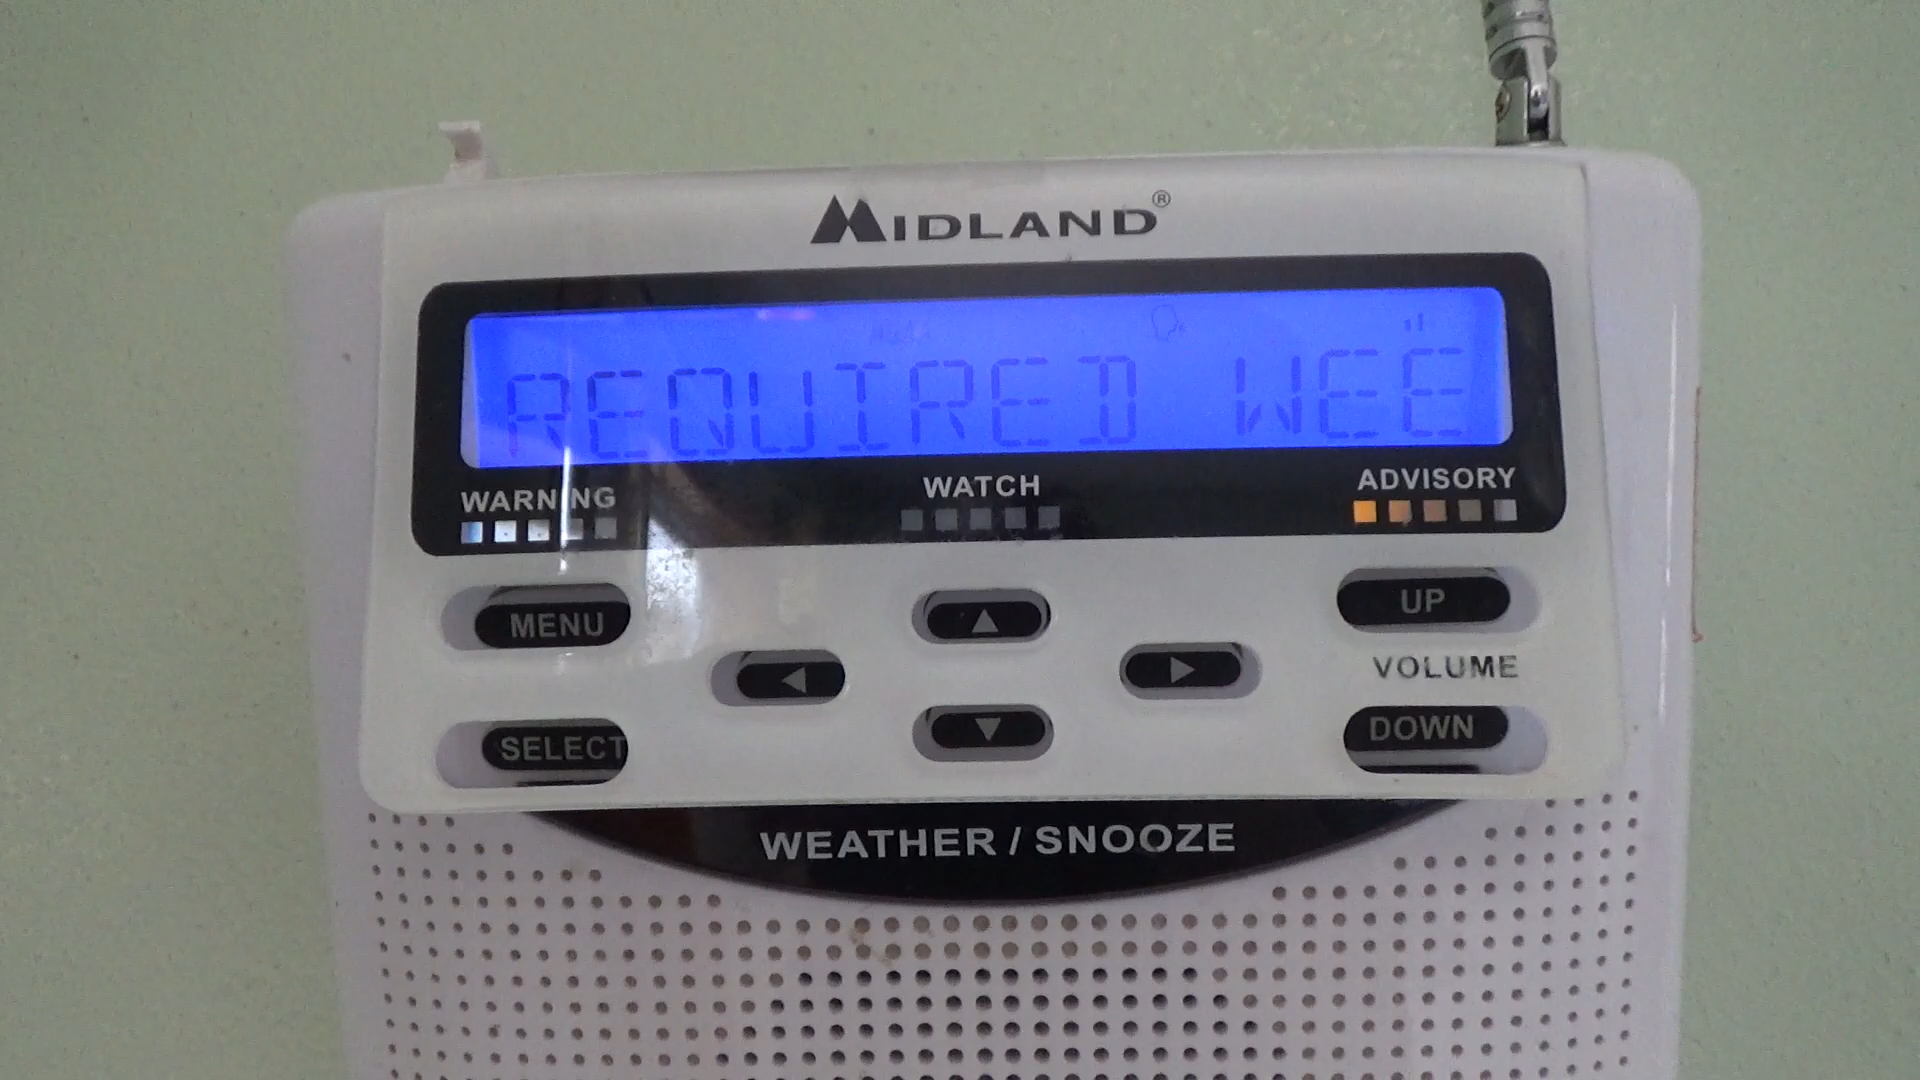 MIDLAND®
REQUIRED WEE
WARNING WATCH ADVISORY
MENU
UP
VOLUME
SELECT
DOWN
WEATHER / SNOOZE